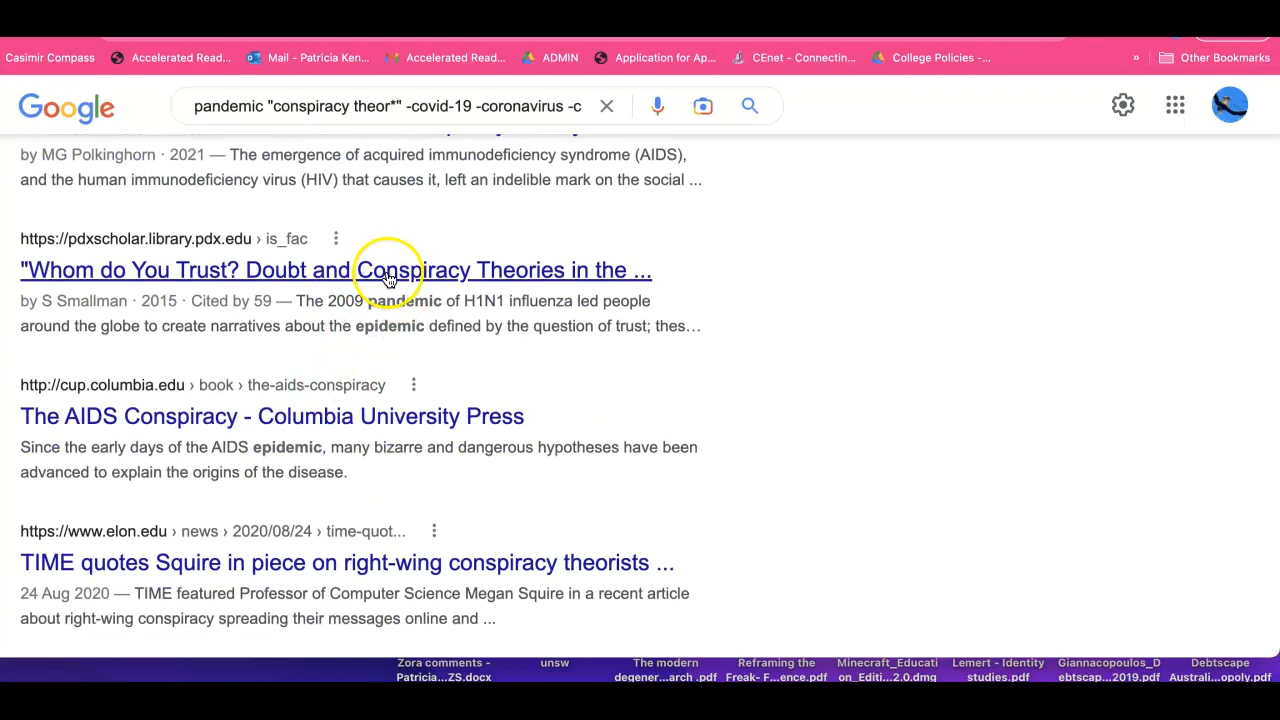 Casimir Compass Accelerated Read... Mail - Patricia Ken... Accelerated Read... ADMIN Application for Ap... CEnet - Connectin... College Policies -... » Other Bookmarks
Google pandemic "conspiracy theor*" -covid-19 -coronavirus -c
by MG Polkinghorn · 2021 — The emergence of acquired immunodeficiency syndrome (AIDS),
and the human immunodeficiency virus (HIV) that causes it, left an indelible mark on the social ...
https://pdxscholar.library.pdx.edu › is_fac
"Whom do You Trust? Doubt and Conspiracy Theories in the ...
by S Smallman · 2015 · Cited by 59 — The 2009 pandemic of H1N1 influenza led people
around the globe to create narratives about the epidemic defined by the question of trust; thes...
http://cup.columbia.edu › book › the-aids-conspiracy
The AIDS Conspiracy - Columbia University Press
Since the early days of the AIDS epidemic, many bizarre and dangerous hypotheses have been
advanced to explain the origins of the disease.
https://www.elon.edu › news › 2020/08/24 › time-quot...
TIME quotes Squire in piece on right-wing conspiracy theorists ...
24 Aug 2020 — TIME featured Professor of Computer Science Megan Squire in a recent article
about right-wing conspiracy spreading their messages online and ...
Zora comments - unsw The modern Reframing the Minecraft_Educati Lemert - Identity Giannacopoulos_D Debtscape
Patricia...ZS.docx degener...arch .pdf Freak- F...ence.pdf on_Editi...2.0.dmg studies.pdf ebtscap...2019.pdf Australi...opoly.pdf